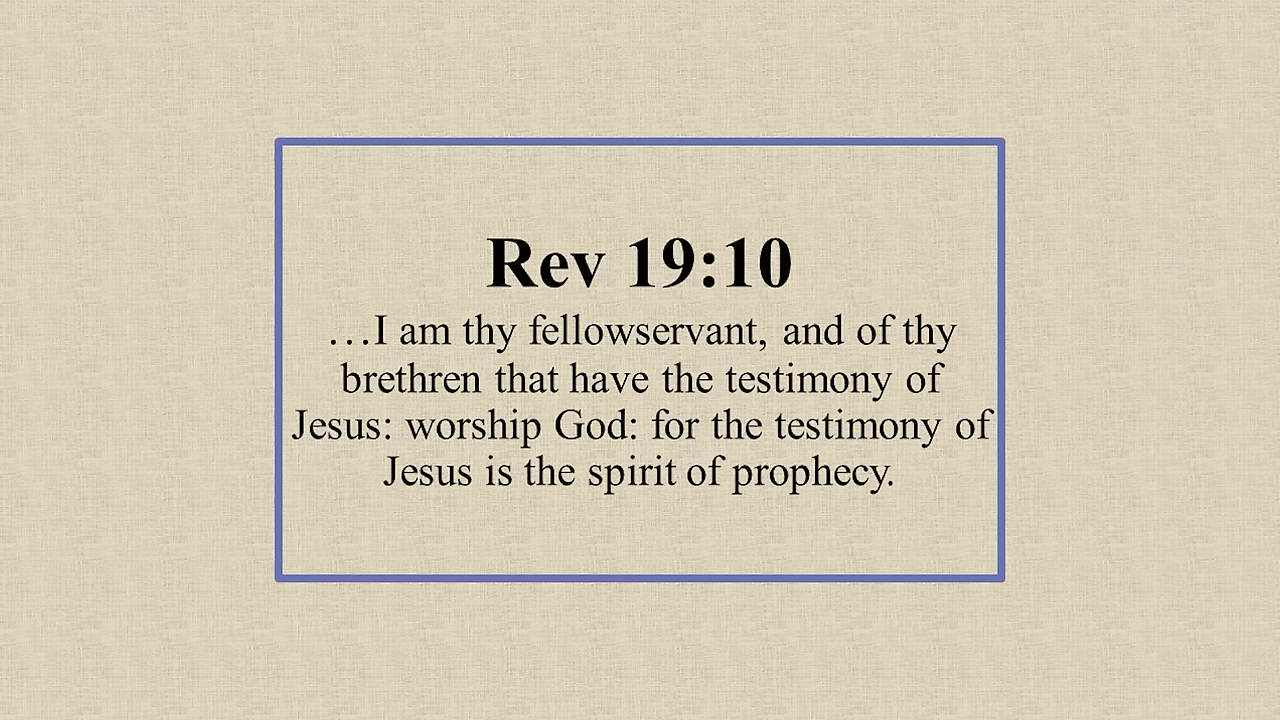 Rev 19:10
…I am thy fellowservant, and of thy
brethren that have the testimony of
Jesus: worship God: for the testimony of
Jesus is the spirit of prophecy.